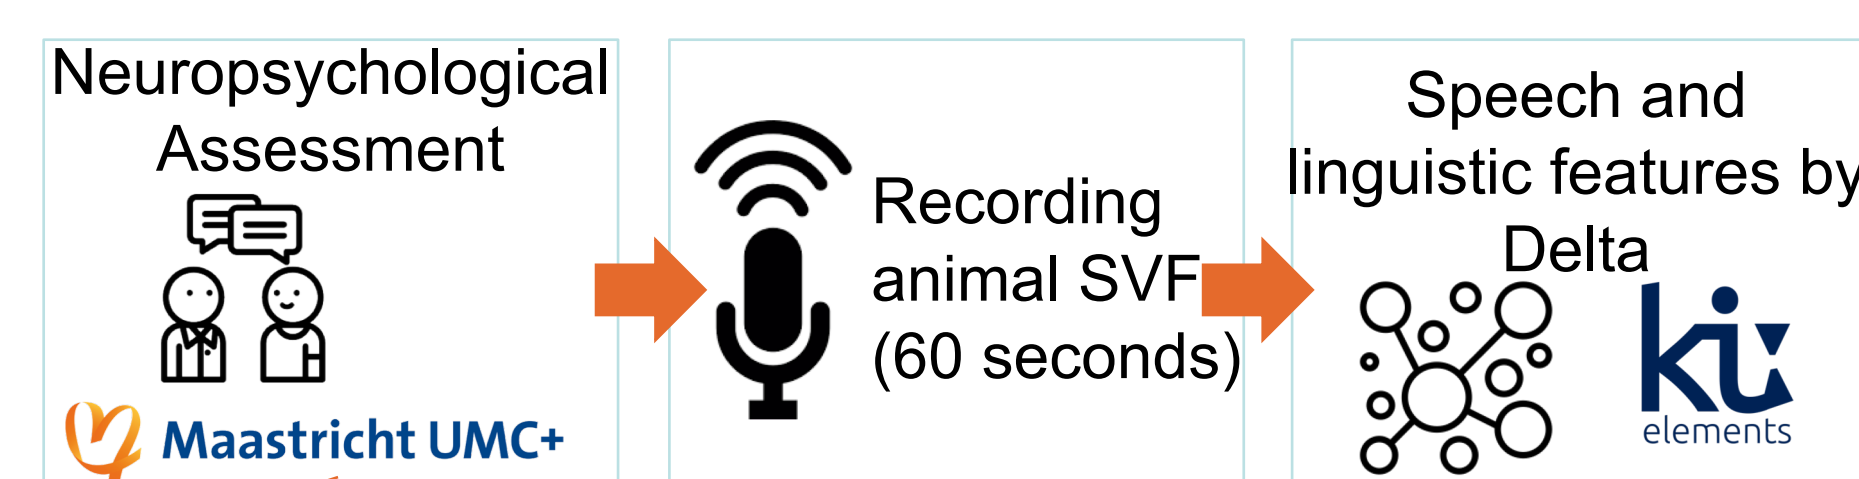 Neuropsychological
Assessment
Maastricht UMC+
Recording
animal SVF
(60 seconds)
Speech and
linguistic features by
Delta
ki:
elements